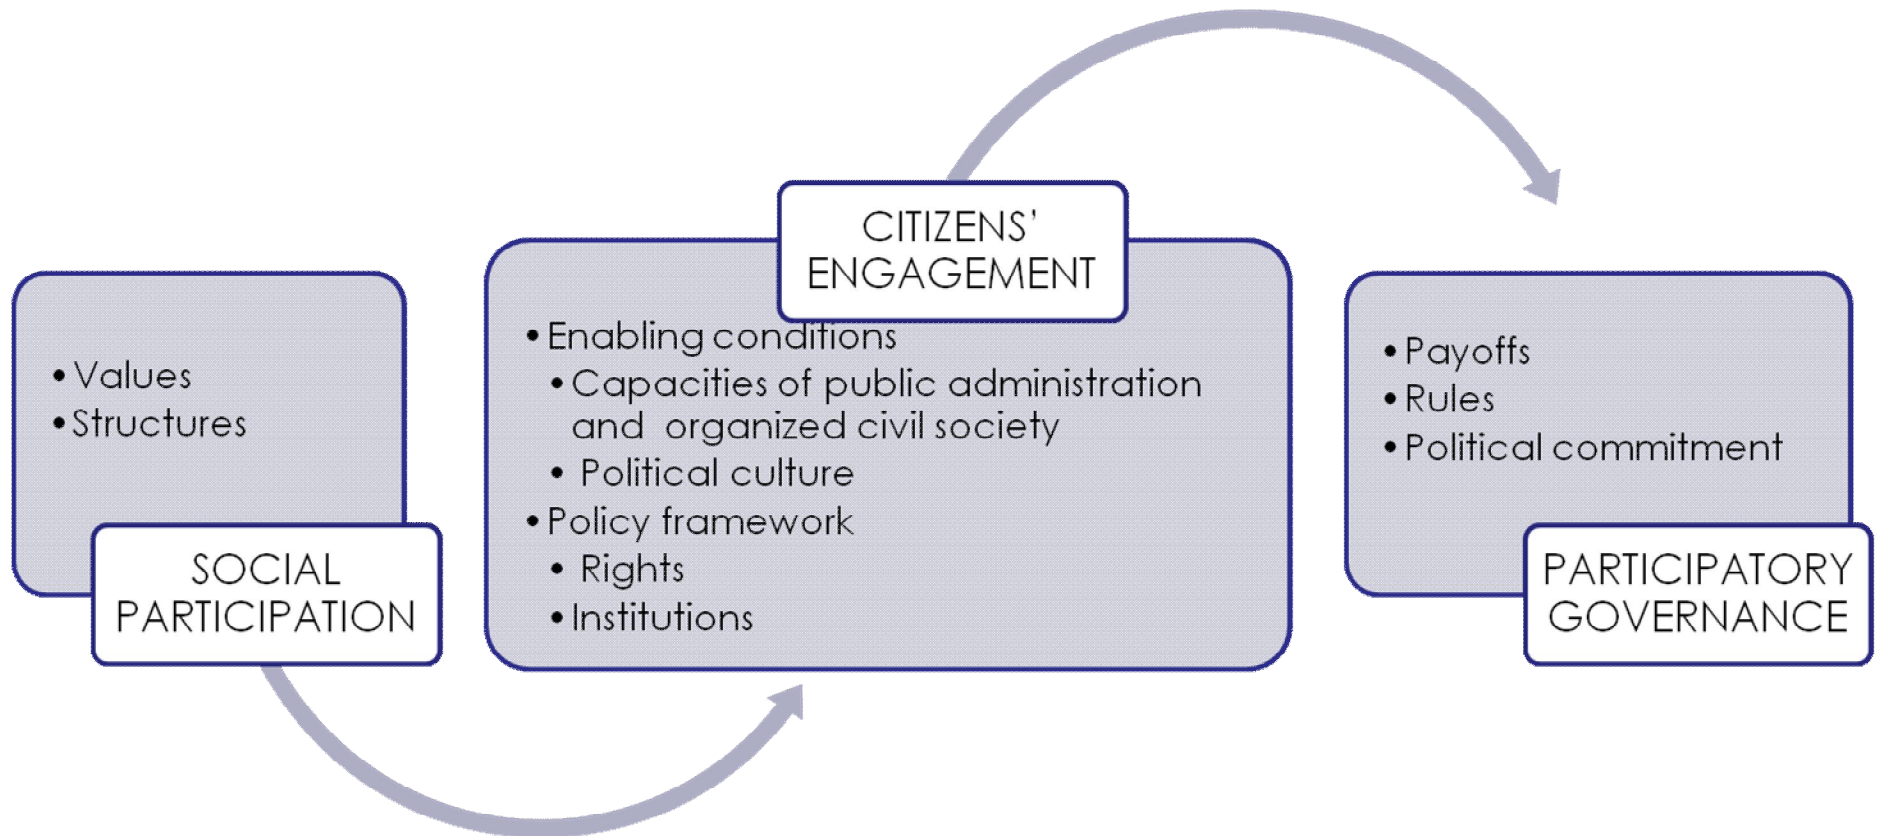 • Values
• Structures
SOCIAL
PARTICIPATION
CITIZENS’
ENGAGEMENT
• Enabling conditions
• Capacities of public administration
and organized civil society
• Political culture
• Policy framework
• Rights
• Institutions
• Payoffs
• Rules
• Political commitment
PARTICIPATORY
GOVERNANCE